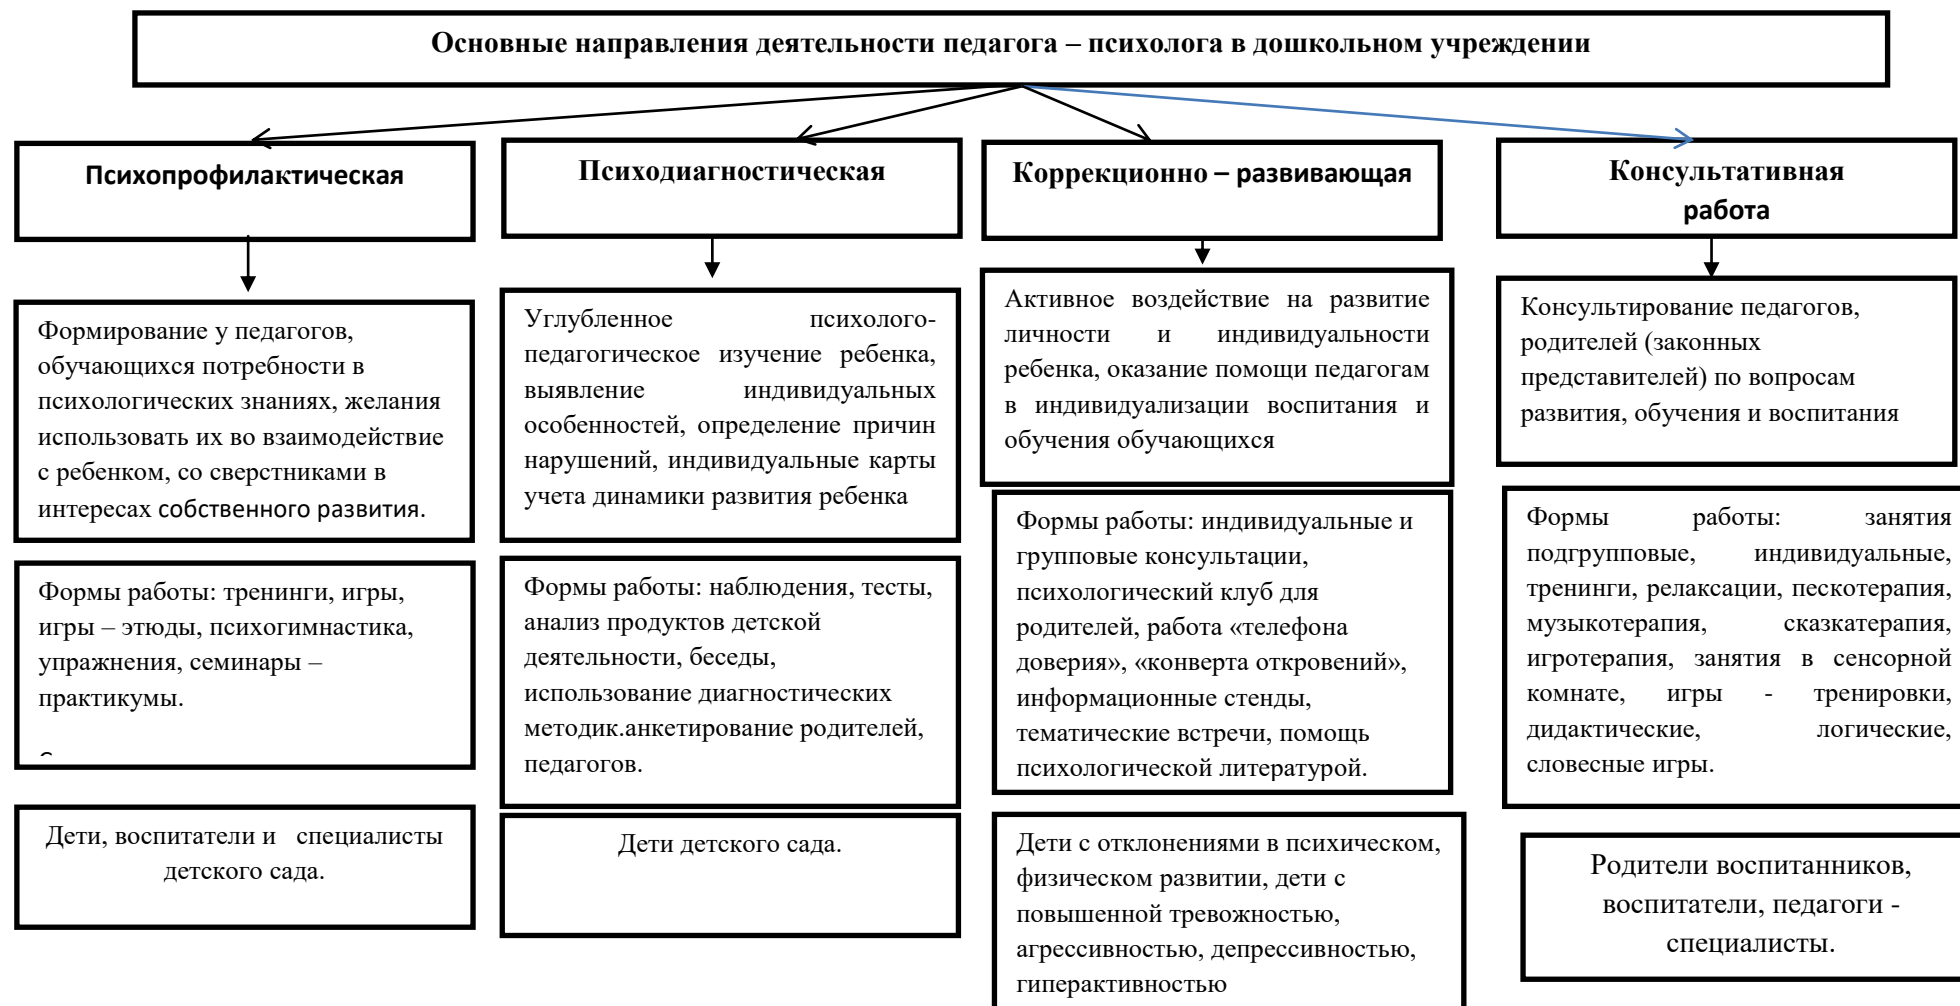 Основные направления деятельности педагога – психолога в дошкольном учреждении
Психопрофилактическая
Формирование у педагогов,
обучающихся потребности в
психологических знаниях, желания
использовать их во взаимодействие
с ребенком, со сверстниками в
интересах собственного развития.
Формы работы: тренинги, игры,
игры – этюды, психогимнастика,
упражнения, семинары –
практикумы.
Дети, воспитатели и специалисты
детского сада.
Психодиагностическая
Углубленное психолого-
педагогическое изучение ребенка,
выявление индивидуальных
особенностей, определение причин
нарушений, индивидуальные карты
учета динамики развития ребенка
Формы работы: наблюдения, тесты,
анализ продуктов детской
деятельности, беседы,
использование диагностических
методик.анкетирование родителей,
педагогов.
Дети детского сада.
Коррекционно – развивающая
Активное воздействие на развитие
личности и индивидуальности
ребенка, оказание помощи педагогам
в индивидуализации воспитания и
обучения обучающихся
Формы работы: индивидуальные и
групповые консультации,
психологический клуб для
родителей, работа «телефона
доверия», «конверта откровений»,
информационные стенды,
тематические встречи, помощь
психологической литературой.
Дети с отклонениями в психическом,
физическом развитии, дети с
повышенной тревожностью,
агрессивностью, депрессивностью,
гиперактивностью
Консультативная
работа
Консультирование педагогов,
родителей (законных
представителей) по вопросам
развития, обучения и воспитания
Формы работы: занятия
подгрупповые, индивидуальные,
тренинги, релаксации, пескотерапия,
музыкотерапия, сказкатерапия,
игротерапия, занятия в сенсорной
комнате, игры - тренировки,
дидактические, логические,
словесные игры.
Родители воспитанников,
воспитатели, педагоги -
специалисты.